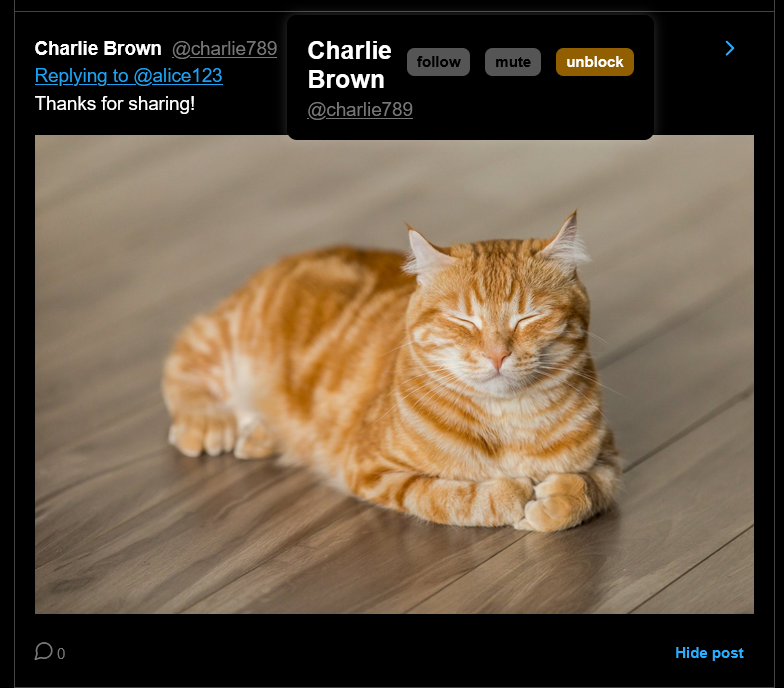 Charlie Brown @charlie789
Replying to @alice123
Thanks for sharing!
Charlie
Brown
follow mute unblock
@charlie789
0
Hide post